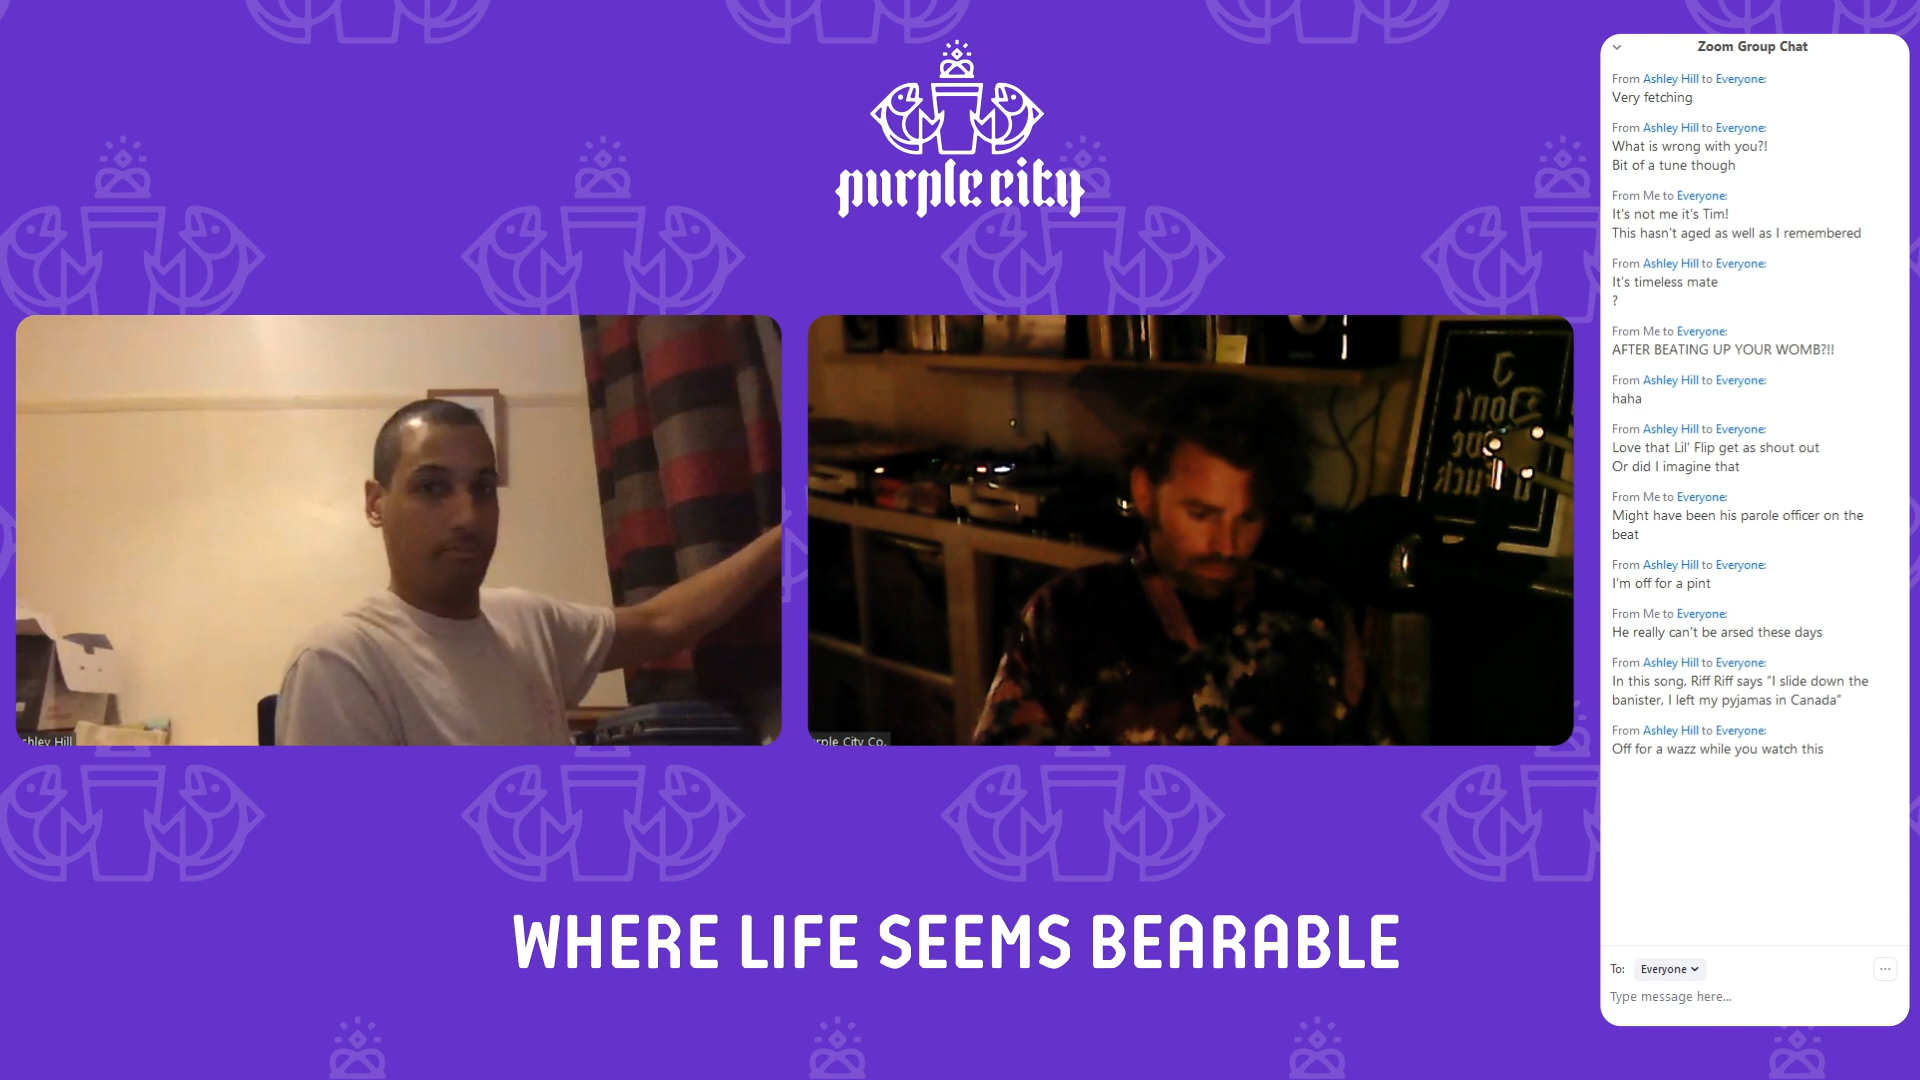 purple city
chley Hill
rple City Co.
WHERE LIFE SEEMS BEARABLE
Zoom Group Chat
From Ashley Hill to Everyone:
Very fetching
From Ashley Hill to Everyone:
What is wrong with you?!
Bit of a tune though
From Me to Everyone:
It's not me it's Tim!
This hasn't aged as well as I remembered
From Ashley Hill to Everyone:
It's timeless mate
?
From Me to Everyone:
AFTER BEATING UP YOUR WOMB?!!
From Ashley Hill to Everyone:
haha
From Ashley Hill to Everyone:
Love that Lil' Flip get as shout out
Or did I imagine that
From Me to Everyone:
Might have been his parole officer on the
beat
From Ashley Hill to Everyone:
I'm off for a pint
From Me to Everyone:
He really can't be arsed these days
From Ashley Hill to Everyone:
In this song, Riff Riff says “I slide down the
banister, I left my pyjamas in Canada”
From Ashley Hill to Everyone:
Off for a wazz while you watch this
To: Everyone
Type message here...